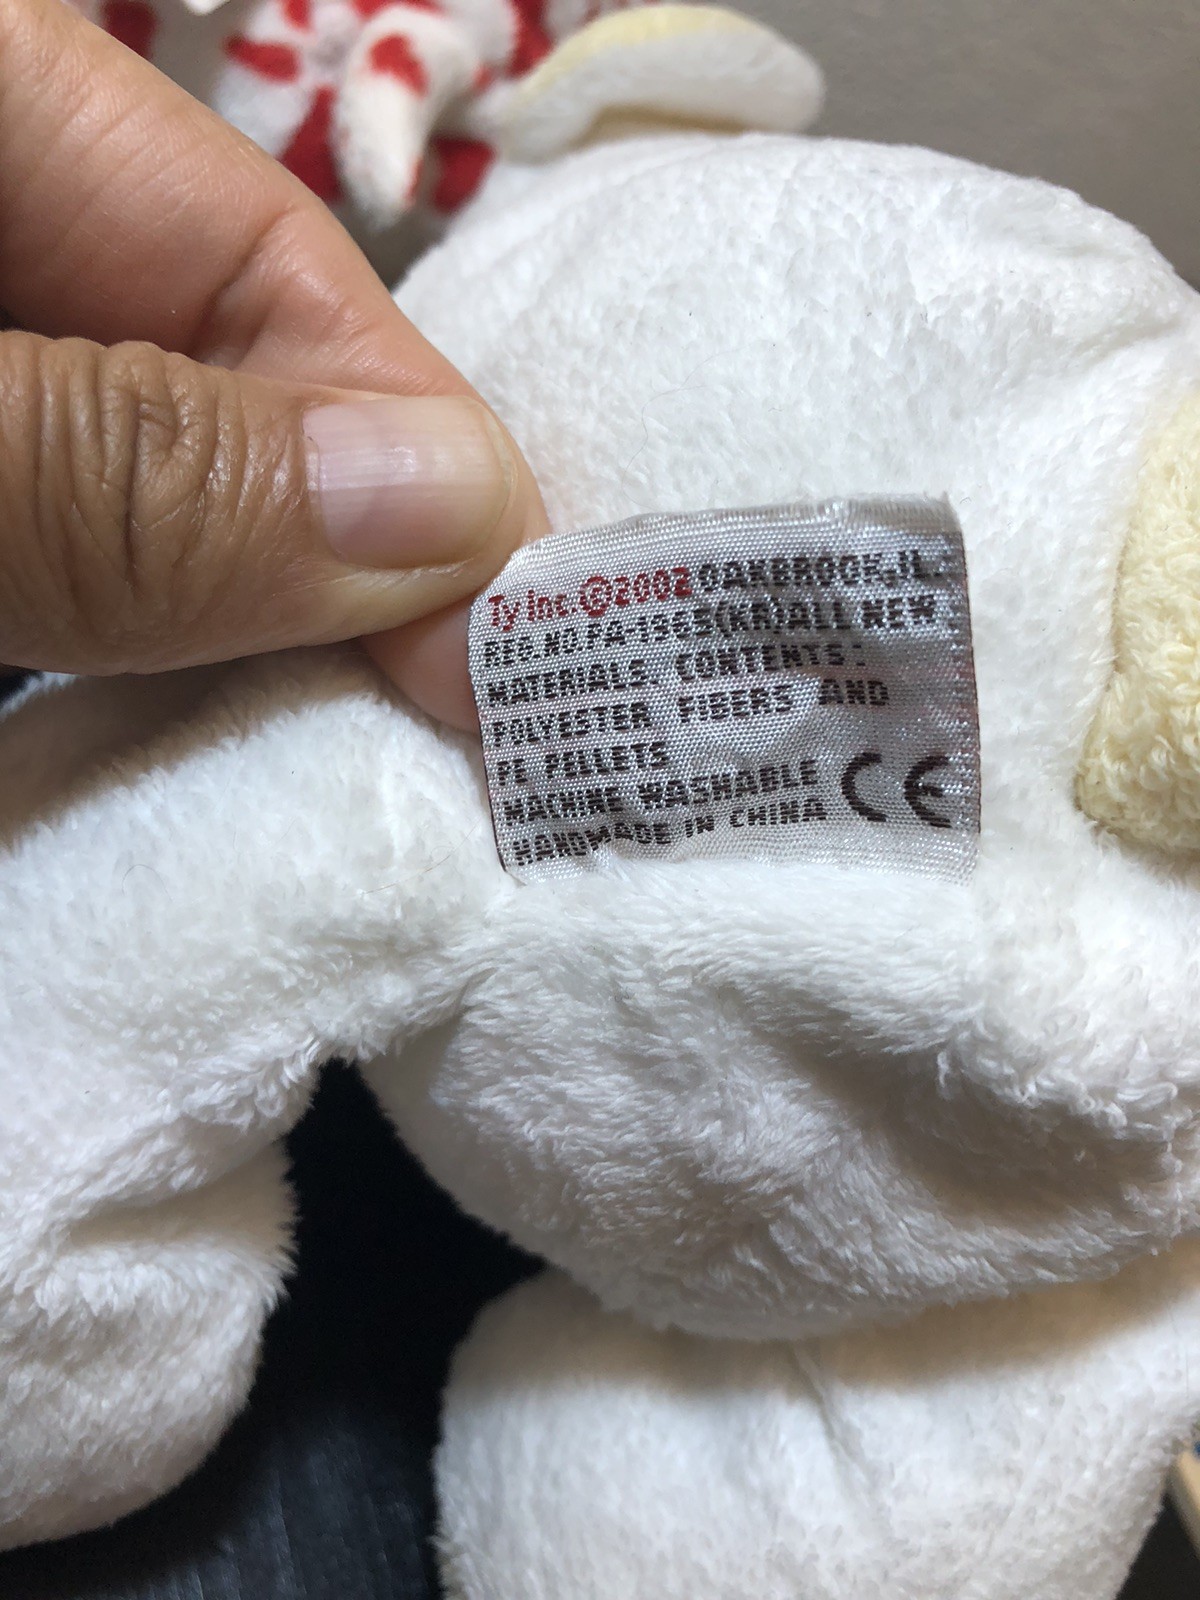 Ty Inc.©2002 OAKBROOK,IL.
REG.NO.PA-1965(KR)ALL NEW
MATERIALS. CONTENTS:
POLYESTER FIBERS AND
PE PELLETS
MACHINE WASHABLE
HANDMADE IN CHINA
CE